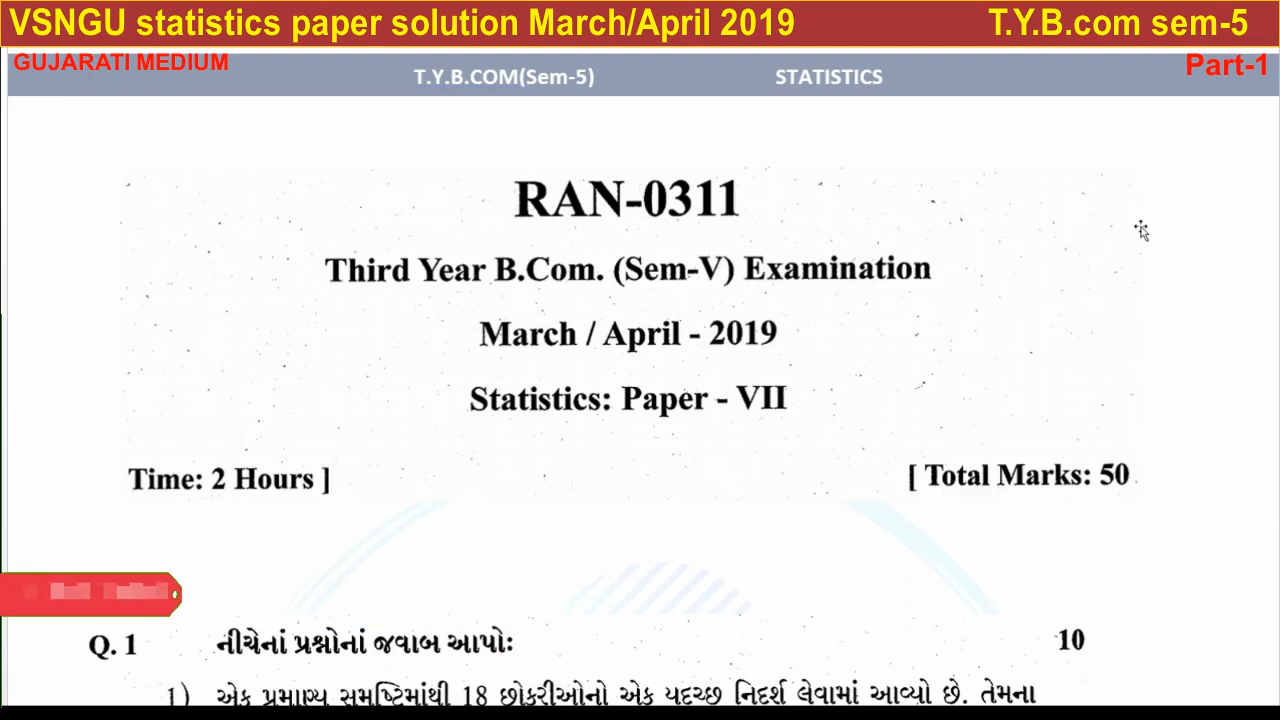 VSNGU statistics paper solution March/April 2019 T.Y.B.com sem-5
GUJARATI MEDIUM T.Y.B.COM(Sem-5) STATISTICS Part-1
RAN-0311
Third Year B.Com. (Sem-V) Examination
March / April - 2019
Statistics: Paper - VII
Time: 2 Hours ] [ Total Marks: 50
Q. 1 નીચેનાં પ્રશ્નોનાં જવાબ આપોઃ 10
1) એક પ્રમાણ્ય સમષ્ટિમાંથી 18 છોકરીઓનો એક યદચ્છ નિદર્શ લેવામાં આવ્યો છે. તેમના